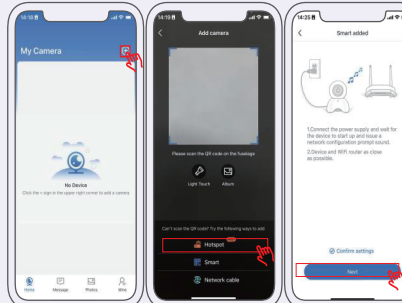 14:19
My Camera
No Device
Click the + sign in the upper right corner to add a camera
Home
Message
Photos
Mine
14:19
Add camera
Please scan the QR code on the fuselage
Light Touch
Album
Can't scan the QR code? Try the following ways to add
Hotspot
Smart
Network cable
14:25
Smart added
1.Connect the power supply and wait for
the device to start up and issue a
network configuration prompt sound.
2.Device and WIFI router as close
as possible.
Confirm settings
Next